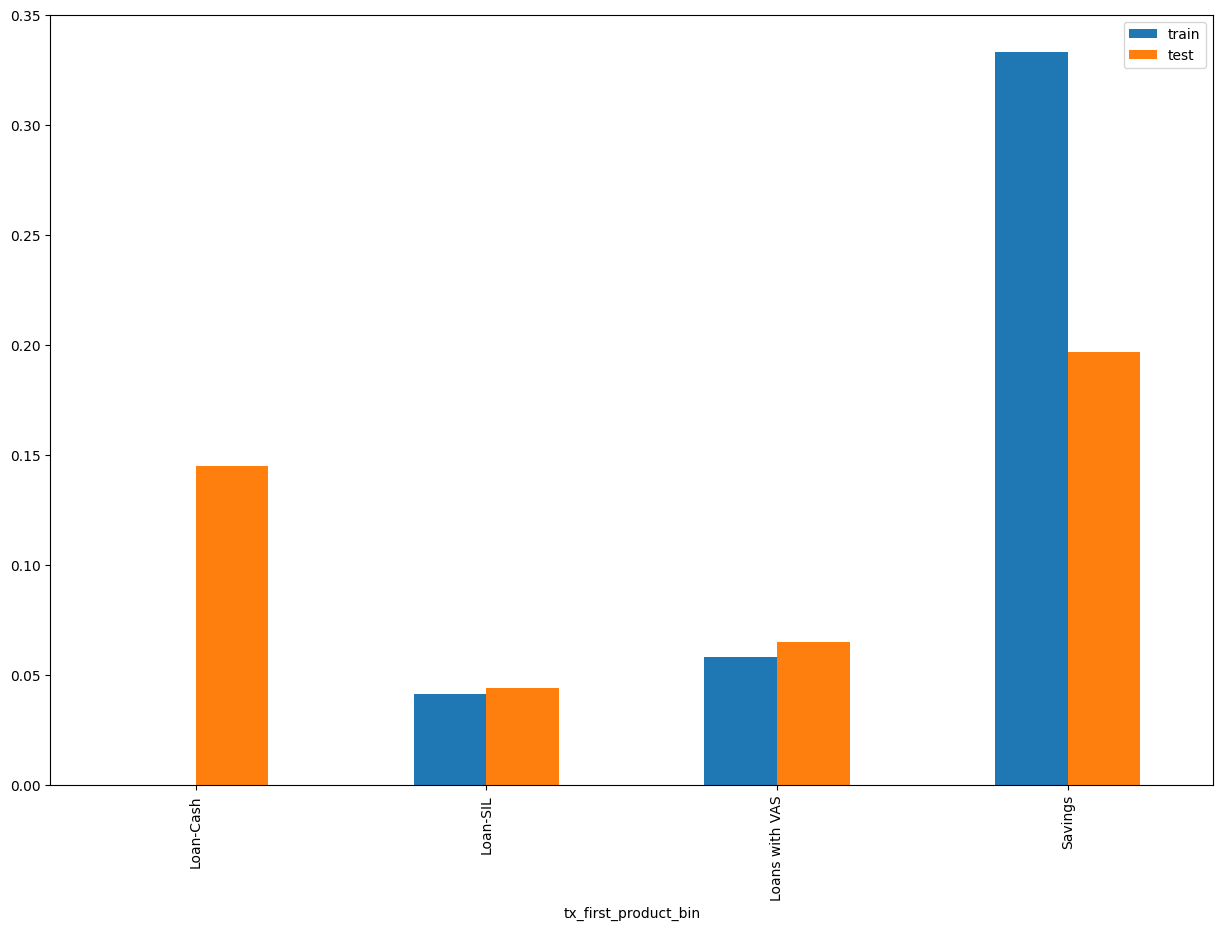 0.35
0.30
0.25
0.20
0.15
0.10
0.05
0.00
train
test
Loan-Cash
Loan-SIL
Loans with VAS
Savings
tx_first_product_bin